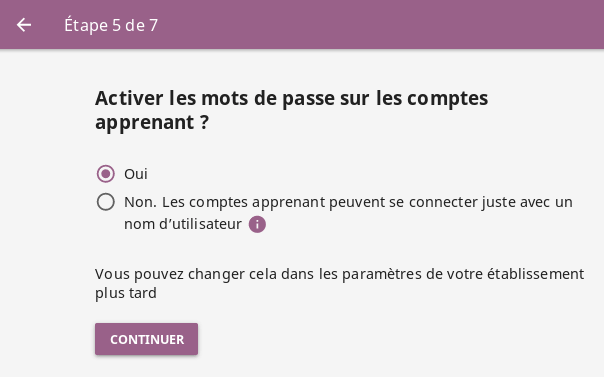 Étape 5 de 7
Activer les mots de passe sur les comptes
apprenant ?
Oui
Non. Les comptes apprenant peuvent se connecter juste avec un
nom d’utilisateur
Vous pouvez changer cela dans les paramètres de votre établissement
plus tard
CONTINUER